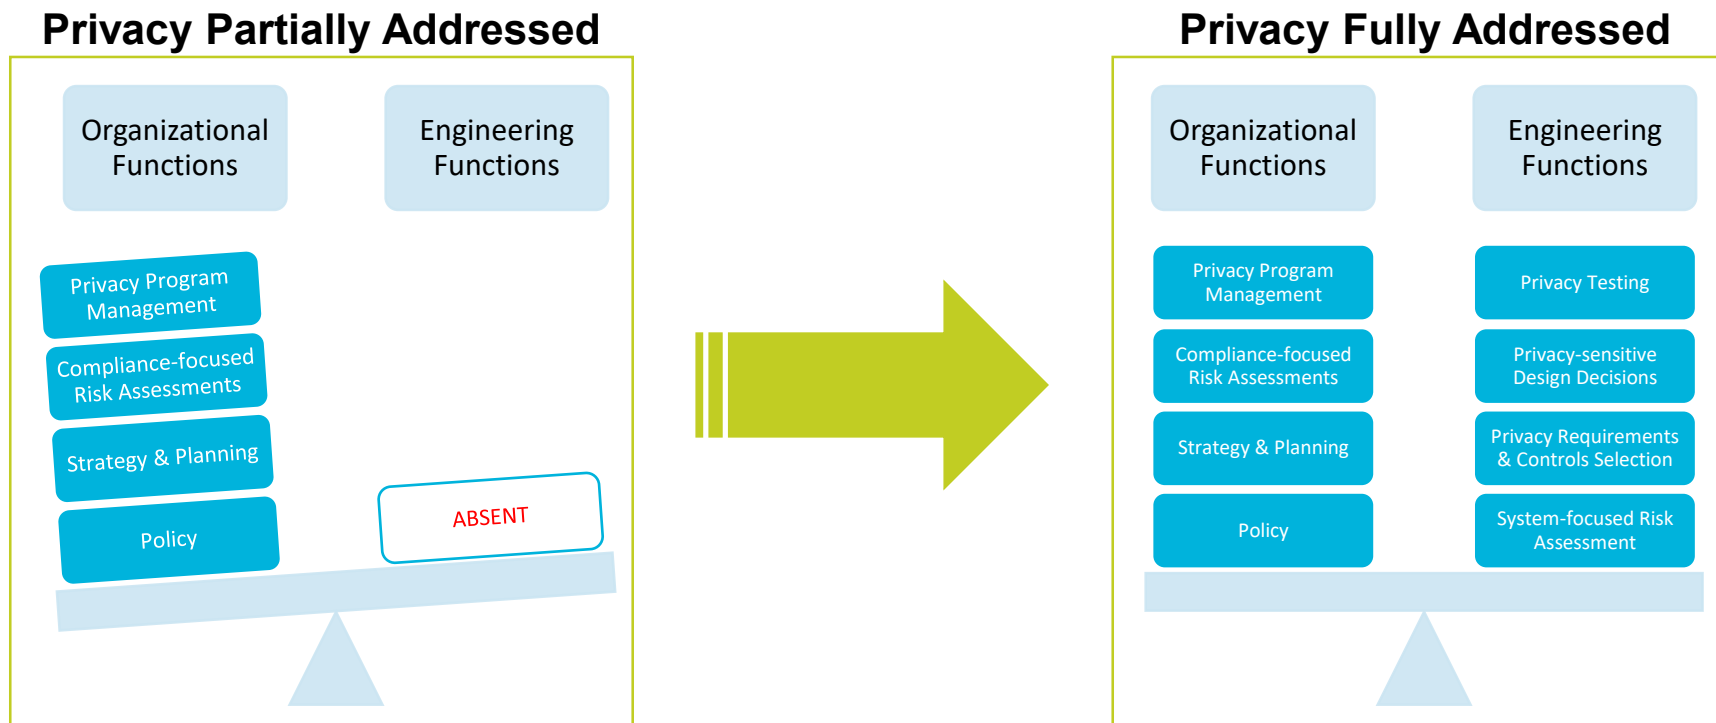 Privacy Partially Addressed
Organizational
Functions
Engineering
Functions
Privacy Program
Management
Compliance-focused
Risk Assessments
Strategy & Planning
Policy
ABSENT
Privacy Fully Addressed
Organizational
Functions
Engineering
Functions
Privacy Program
Management
Compliance-focused
Risk Assessments
Strategy & Planning
Policy
Privacy Testing
Privacy-sensitive
Design Decisions
Privacy Requirements
& Controls Selection
System-focused Risk
Assessment